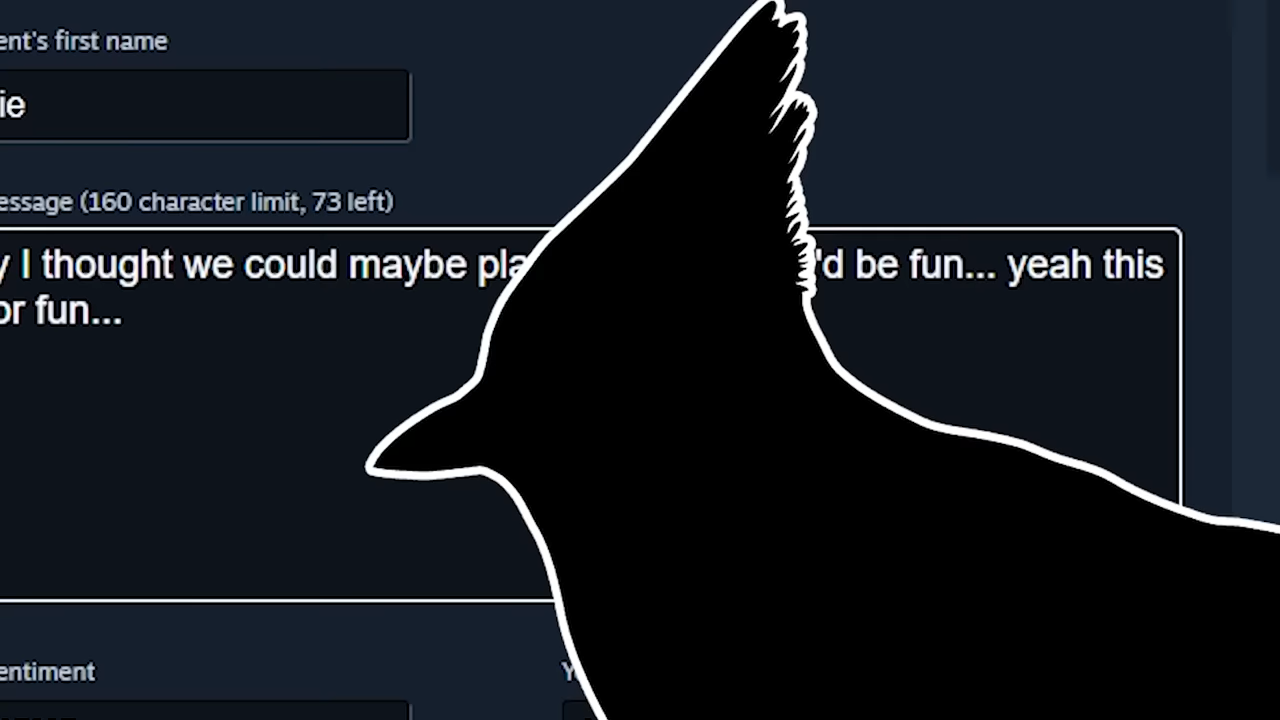 ent's first name
ie
essage (160 character limit, 73 left)
y I thought we could maybe pla 'd be fun... yeah this
or fun...
entiment
Y